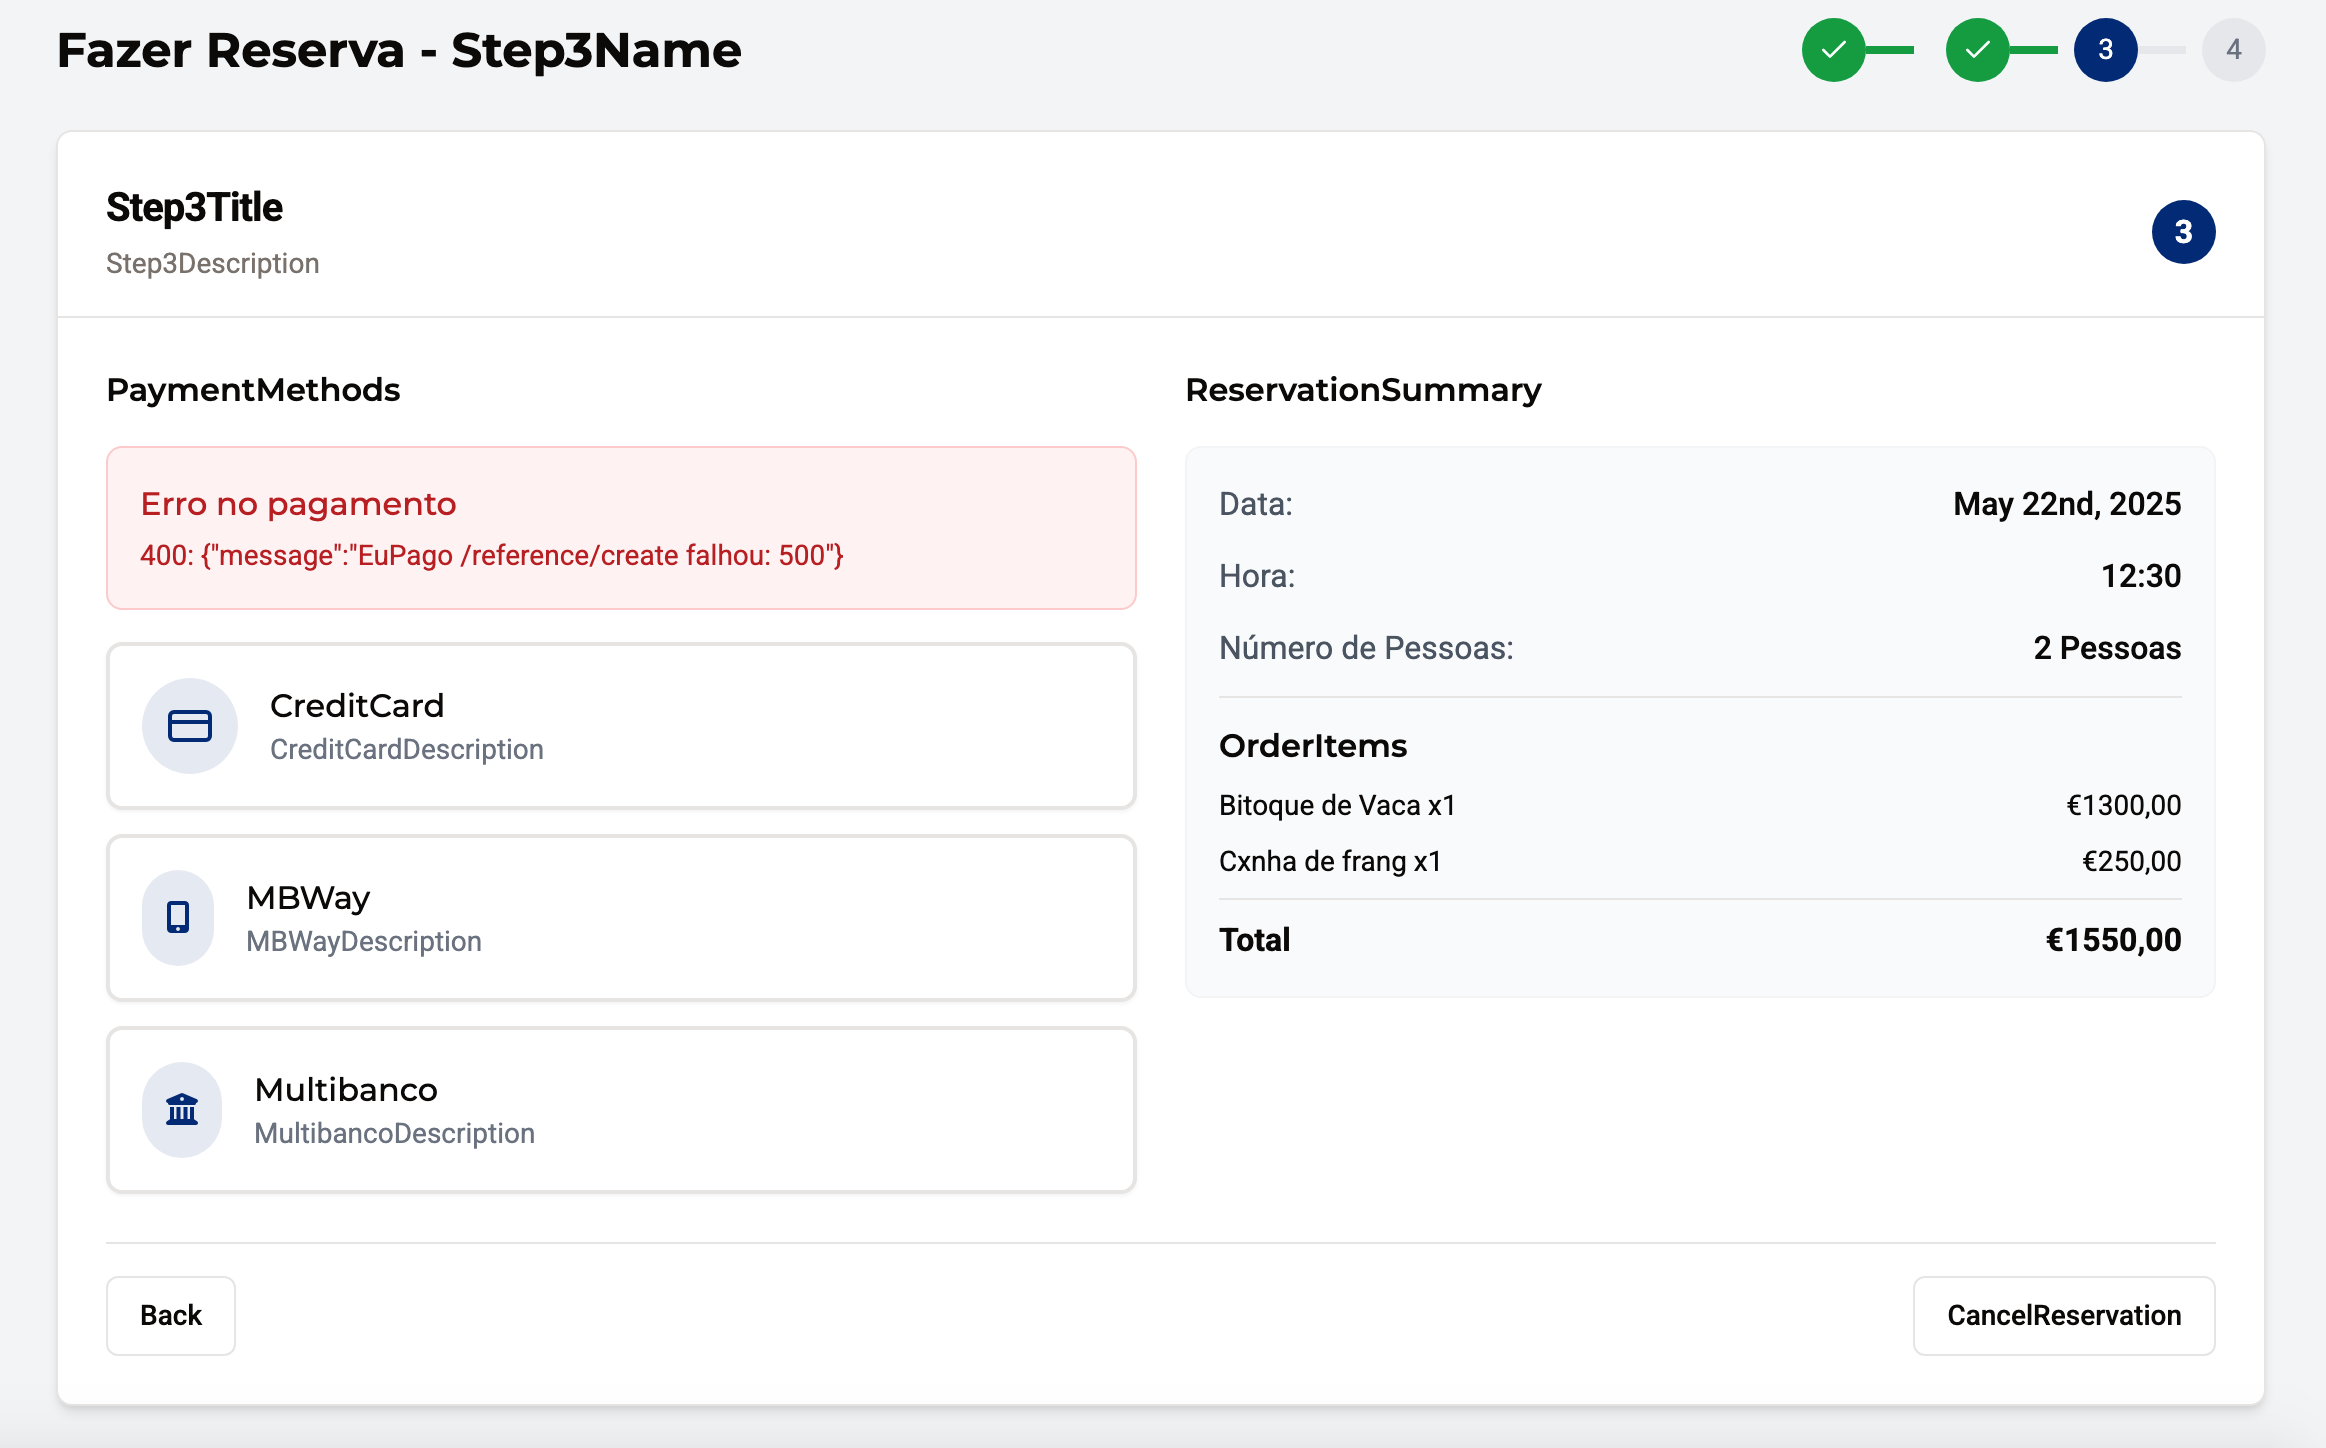 Fazer Reserva - Step3Name
3
4
Step3Title
Step3Description
3
PaymentMethods
Erro no pagamento
400: {"message":"EuPago /reference/create falhou: 500"}
CreditCard
CreditCardDescription
MBWay
MBWayDescription
Multibanco
MultibancoDescription
ReservationSummary
Data: May 22nd, 2025
Hora: 12:30
Número de Pessoas: 2 Pessoas
OrderItems
Bitoque de Vaca x1 €1300,00
Cxnha de frang x1 €250,00
Total €1550,00
Back
CancelReservation